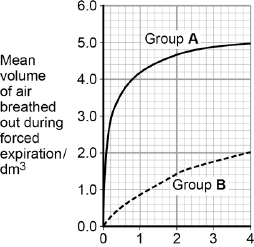 6.0
5.0
4.0
3.0
2.0
1.0
0.0
Mean
volume
of air
breathed
out during
forced
expiration/
dm³
Group A
Group B
0 1 2 3 4